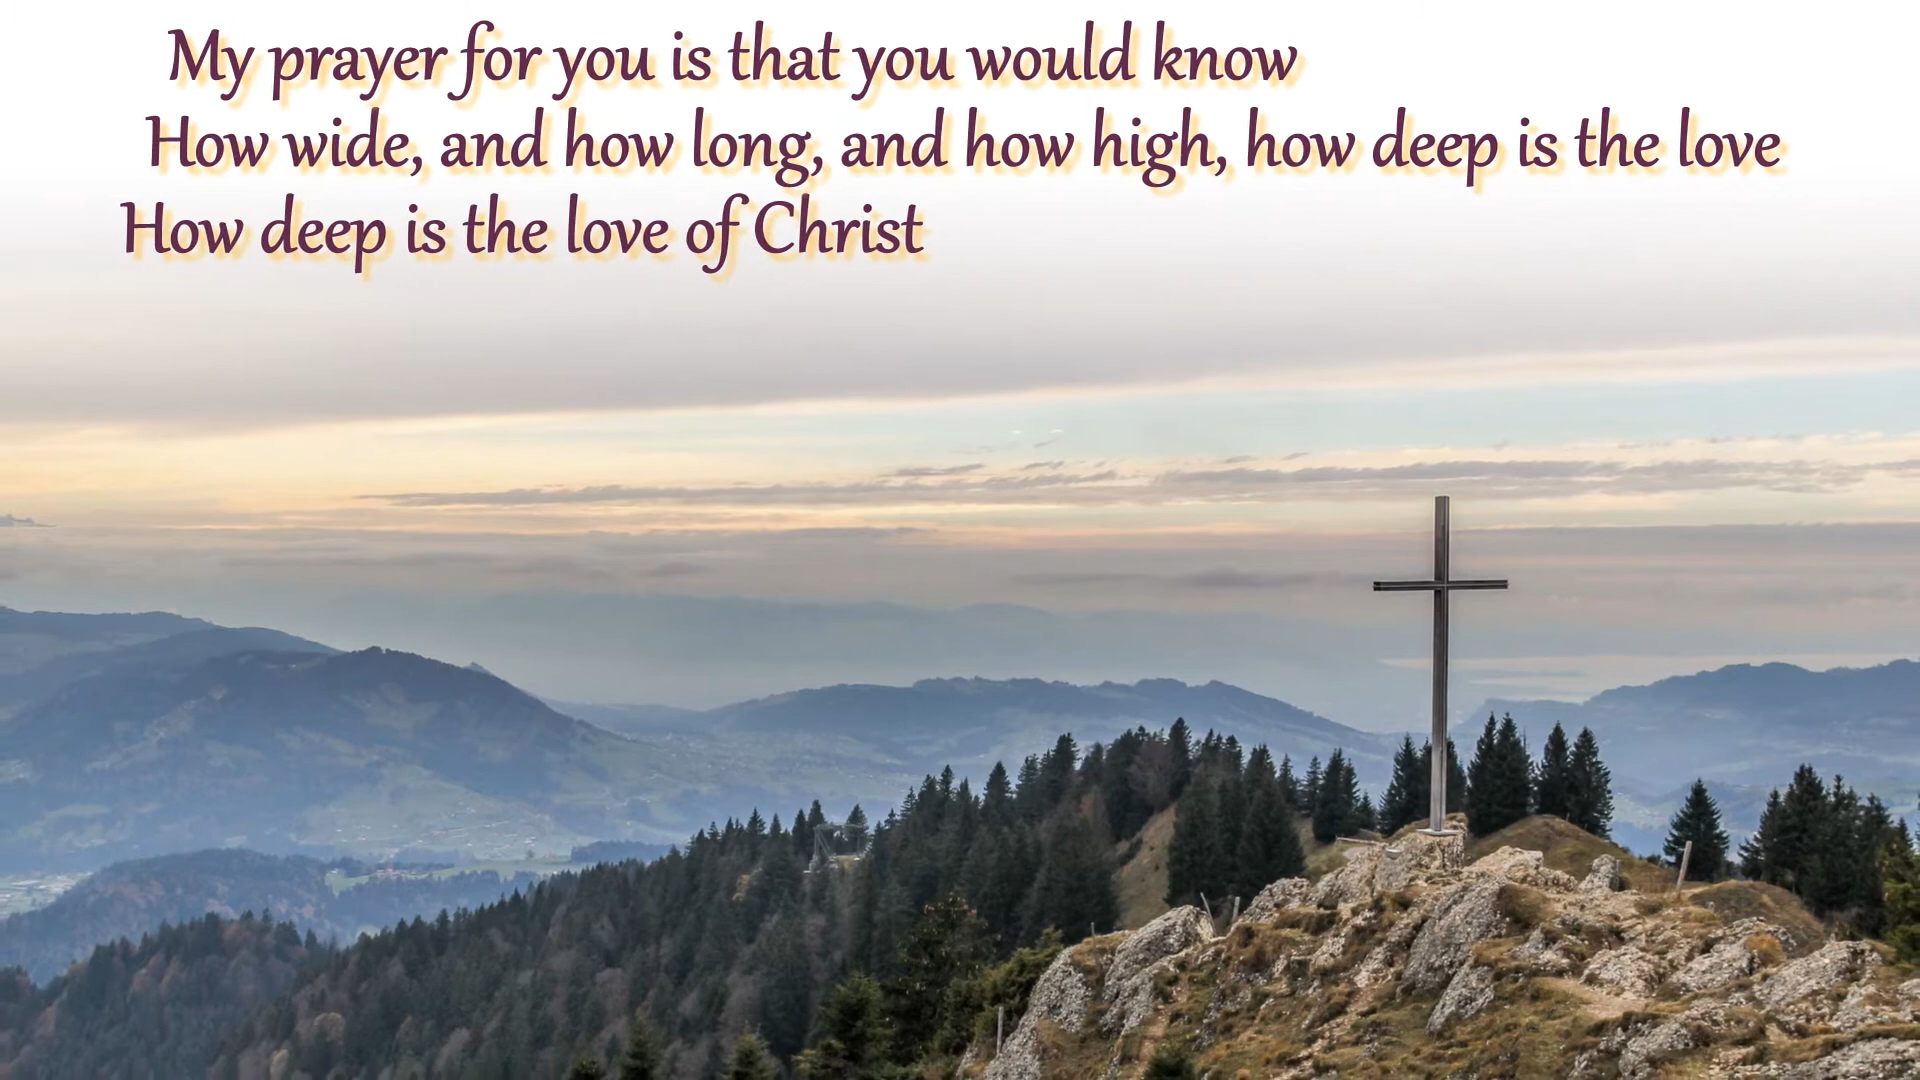 My prayer for you is that you would know
How wide, and how long, and how high, how deep is the love
How deep is the love of Christ